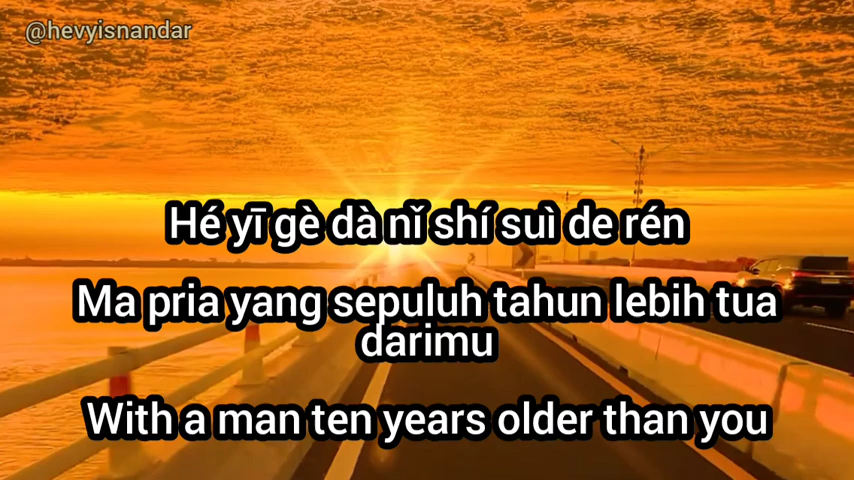 @hevyisnandar
Hé yī gè dà nǐ shí suì de rén
Ma pria yang sepuluh tahun lebih tua
darimu
With a man ten years older than you